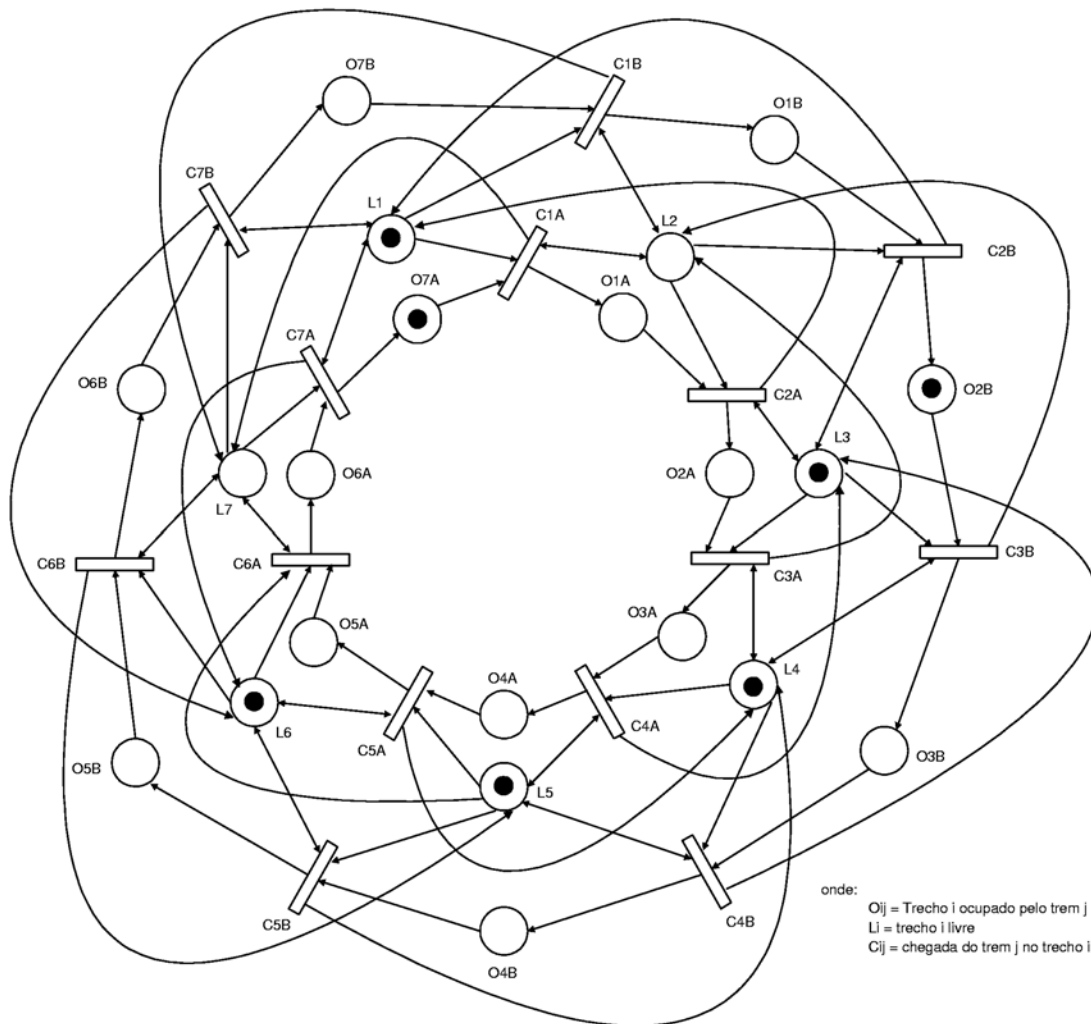 C1B
O7B
O1B
C7B
L1
C1A
L2
C2B
O7A
O1A
C7A
O6B
C2A
O2B
L3
O6A
O2A
L7
C6B
C6A
C3A
C3B
O3A
O5A
O4A
L4
L6
C5A
C4A
O5B
L5
O3B
C5B
C4B
O4B
onde:
Oij = Trecho i ocupado pelo trem j
Li = trecho i livre
Cij = chegada do trem j no trecho i